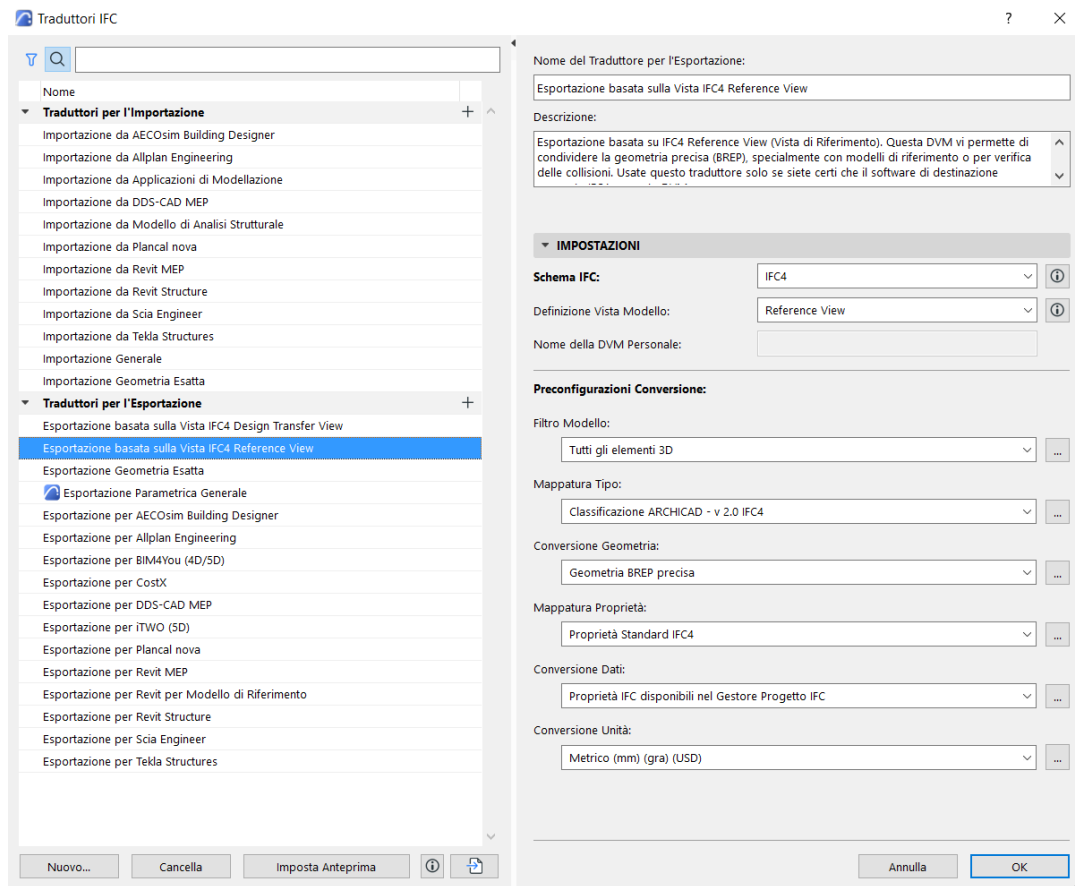 Traduttori IFC
?
Nome
Traduttori per l'Importazione
Importazione da AECOsim Building Designer
Importazione da Allplan Engineering
Importazione da Applicazioni di Modellazione
Importazione da DDS-CAD MEP
Importazione da Modello di Analisi Strutturale
Importazione da Plancal nova
Importazione da Revit MEP
Importazione da Revit Structure
Importazione da Scia Engineer
Importazione da Tekla Structures
Importazione Generale
Importazione Geometria Esatta
Traduttori per l'Esportazione
Esportazione basata sulla Vista IFC4 Design Transfer View
Esportazione basata sulla Vista IFC4 Reference View
Esportazione Geometria Esatta
Esportazione Parametrica Generale
Esportazione per AECOsim Building Designer
Esportazione per Allplan Engineering
Esportazione per BIM4You (4D/5D)
Esportazione per CostX
Esportazione per DDS-CAD MEP
Esportazione per iTWO (5D)
Esportazione per Plancal nova
Esportazione per Revit MEP
Esportazione per Revit per Modello di Riferimento
Esportazione per Revit Structure
Esportazione per Scia Engineer
Esportazione per Tekla Structures
Nuovo...
Cancella
Imposta Anteprima
Nome del Traduttore per l'Esportazione:
Esportazione basata sulla Vista IFC4 Reference View
Descrizione:
Esportazione basata su IFC4 Reference View (Vista di Riferimento). Questa DVM vi permette di
condividere la geometria precisa (BREP), specialmente con modelli di riferimento o per verifica
delle collisioni. Usate questo traduttore solo se siete certi che il software di destinazione
IMPOSTAZIONI
Schema IFC:
IFC4
Definizione Vista Modello:
Reference View
Nome della DVM Personale:
Preconfigurazioni Conversione:
Filtro Modello:
Tutti gli elementi 3D
...
Mappatura Tipo:
Classificazione ARCHICAD - v 2.0 IFC4
...
Conversione Geometria:
Geometria BREP precisa
...
Mappatura Proprietà:
Proprietà Standard IFC4
...
Conversione Dati:
Proprietà IFC disponibili nel Gestore Progetto IFC
...
Conversione Unità:
Metrico (mm) (gra) (USD)
...
Annulla
OK